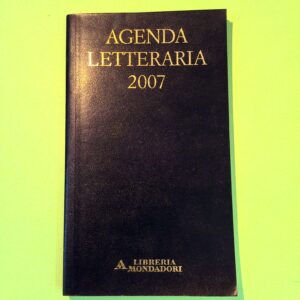 AGENDA
LETTERARIA
2007
LIBRERIA
MONDADORI